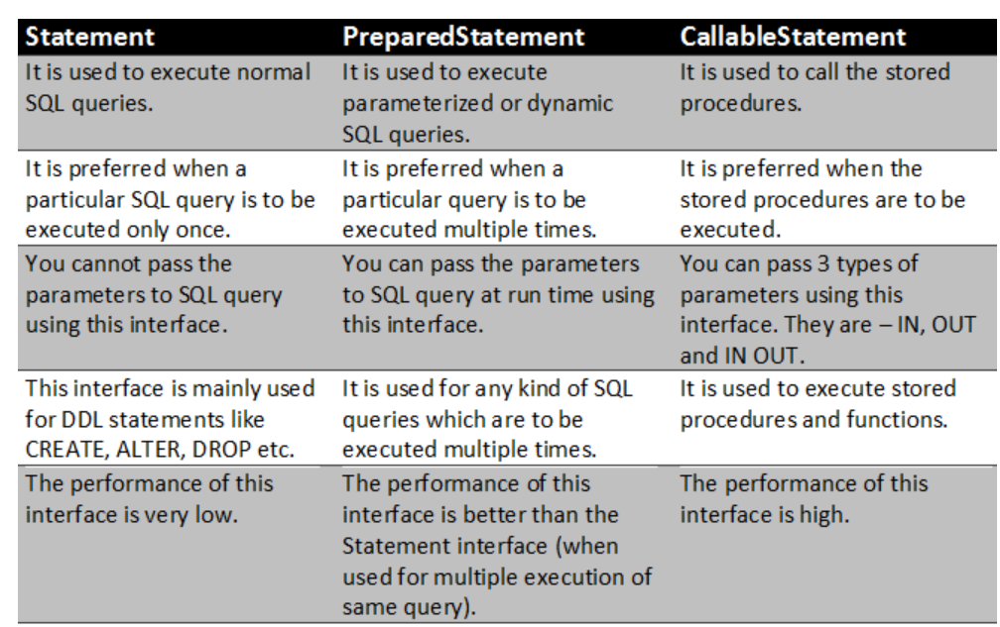 Statement PreparedStatement CallableStatement
It is used to execute normal
SQL queries.
It is used to execute
parameterized or dynamic
SQL queries.
It is used to call the stored
procedures.
It is preferred when a
particular SQL query is to be
executed only once.
It is preferred when a
particular query is to be
executed multiple times.
It is preferred when the
stored procedures are to be
executed.
You cannot pass the
parameters to SQL query
using this interface.
You can pass the parameters
to SQL query at run time using
this interface.
You can pass 3 types of
parameters using this
interface. They are – IN, OUT
and IN OUT.
This interface is mainly used
for DDL statements like
CREATE, ALTER, DROP etc.
It is used for any kind of SQL
queries which are to be
executed multiple times.
It is used to execute stored
procedures and functions.
The performance of this
interface is very low.
The performance of this
interface is better than the
Statement interface (when
used for multiple execution of
same query).
The performance of this
interface is high.